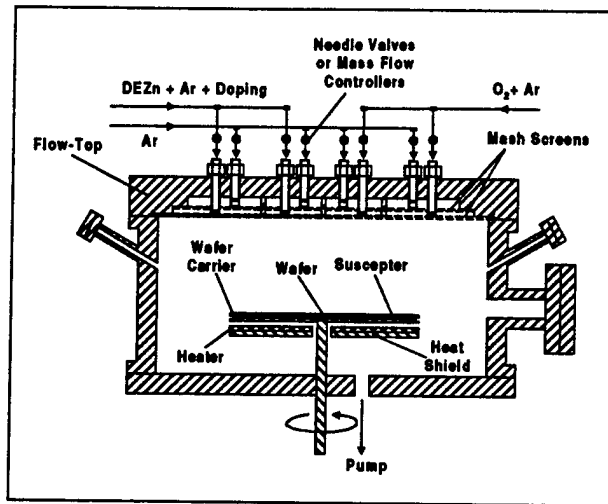 Needle Valves
or Mass Flow
Controllers
DEZn + Ar + Doping
O2+ Ar
Ar
Mash Screens
Flow-Top
Wafer
Carrier
Wafer
Suscepter
Heater
Heat
Shield
Pump